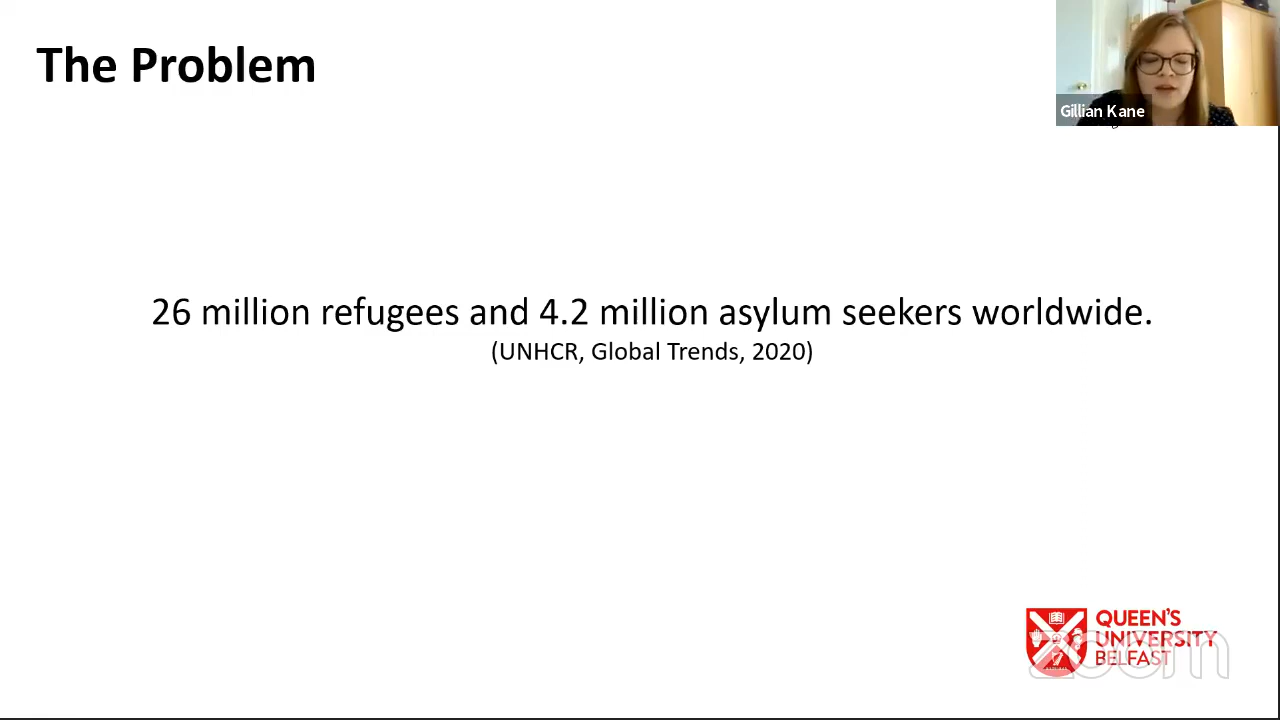 The Problem
Gillian Kane
26 million refugees and 4.2 million asylum seekers worldwide.
(UNHCR, Global Trends, 2020)
QUEEN'S
UNIVERSITY
BELFAST
zoom